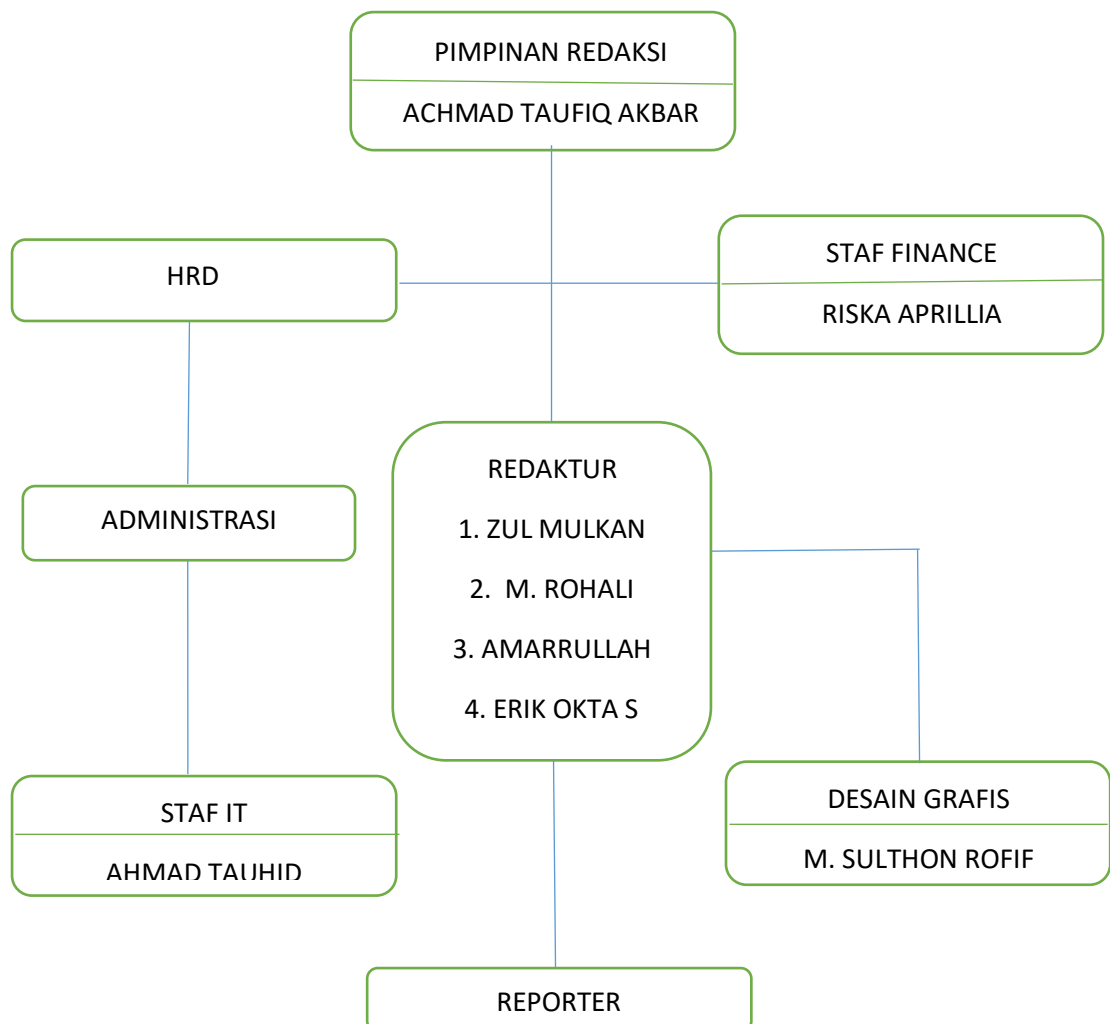 PIMPINAN REDAKSI
ACHMAD TAUFIQ AKBAR
HRD
STAF FINANCE
RISKA APRILLIA
REDAKTUR
1. ZUL MULKAN
2. M. ROHALI
3. AMARRULLAH
4. ERIK OKTA S
ADMINISTRASI
STAF IT
AHMAD TAUHID
DESAIN GRAFIS
M. SULTHON ROFIF
REPORTER